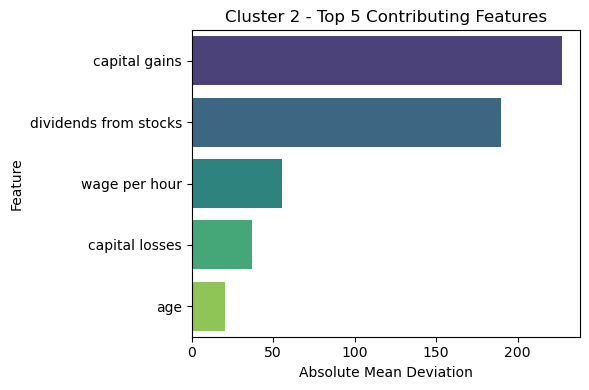 Cluster 2 - Top 5 Contributing Features
Feature
capital gains
dividends from stocks
wage per hour
capital losses
age
0 50 100 150 200
Absolute Mean Deviation